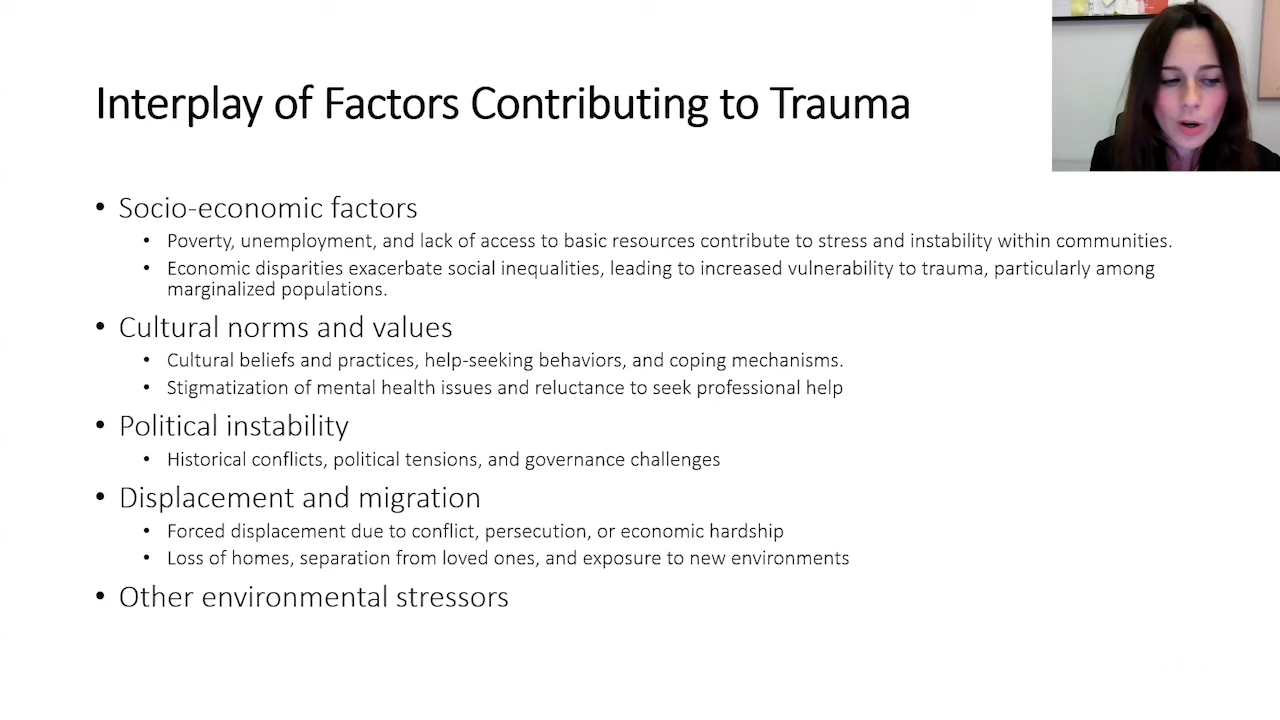 Interplay of Factors Contributing to Trauma
• Socio-economic factors
• Poverty, unemployment, and lack of access to basic resources contribute to stress and instability within communities.
• Economic disparities exacerbate social inequalities, leading to increased vulnerability to trauma, particularly among
marginalized populations.
• Cultural norms and values
• Cultural beliefs and practices, help-seeking behaviors, and coping mechanisms.
• Stigmatization of mental health issues and reluctance to seek professional help
• Political instability
• Historical conflicts, political tensions, and governance challenges
• Displacement and migration
• Forced displacement due to conflict, persecution, or economic hardship
• Loss of homes, separation from loved ones, and exposure to new environments
• Other environmental stressors